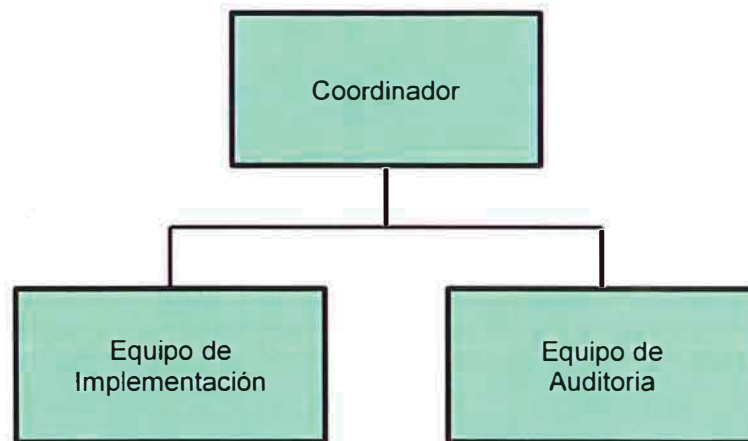 Coordinador
Equipo de
Implementación
Equipo de
Auditoria